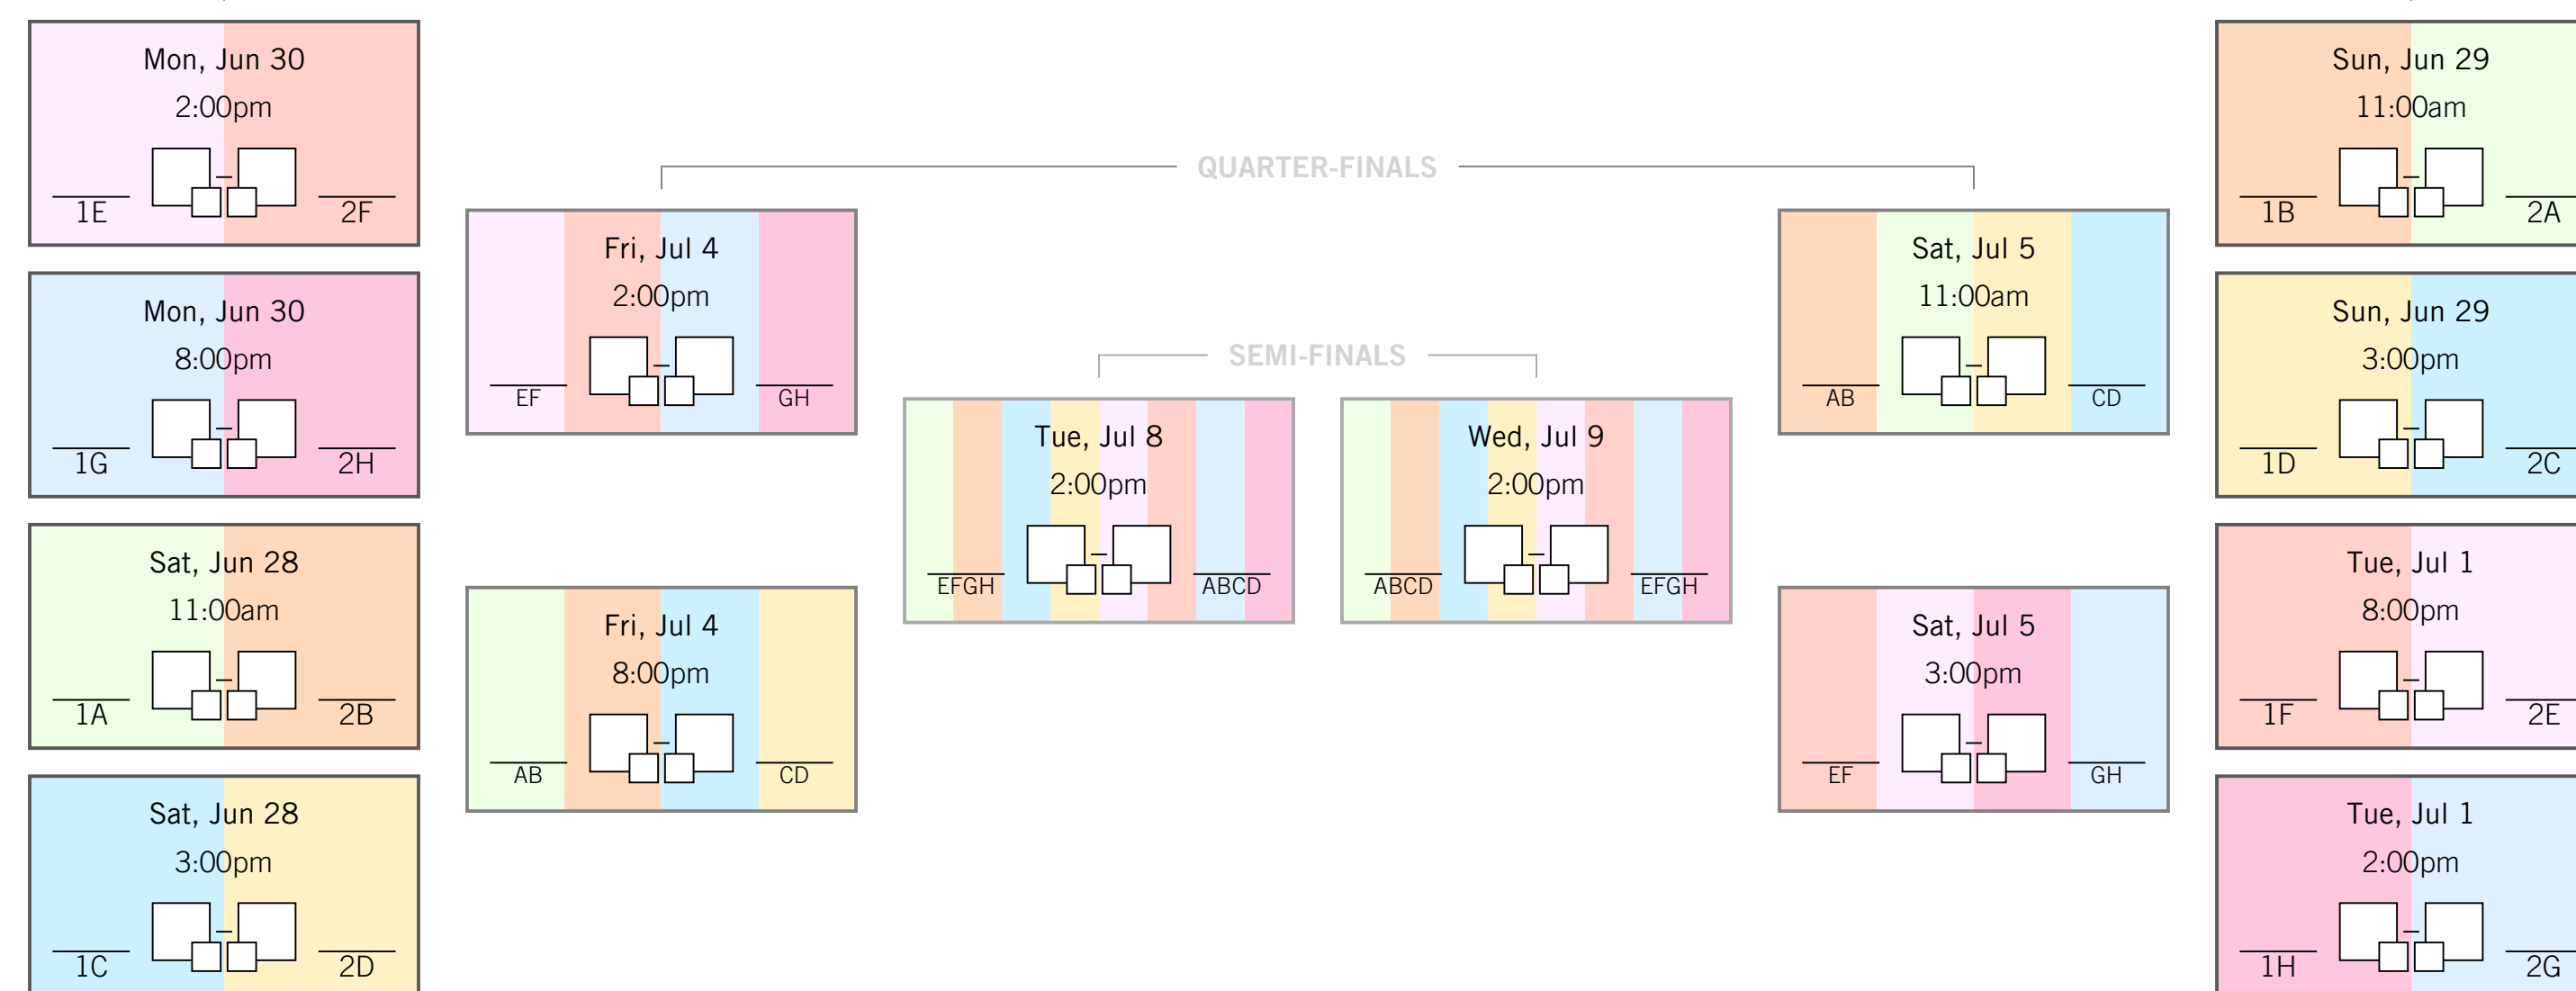 Mon, Jun 30
2:00pm
1E
2F
Mon, Jun 30
8:00pm
1G
2H
Sat, Jun 28
11:00am
1A
2B
Sat, Jun 28
3:00pm
1C
2D
QUARTER-FINALS
Fri, Jul 4
2:00pm
EF
GH
Fri, Jul 4
8:00pm
AB
CD
SEMI-FINALS
Tue, Jul 8
2:00pm
EFGH
ABCD
Wed, Jul 9
2:00pm
ABCD
EFGH
Sat, Jul 5
11:00am
AB
CD
Sat, Jul 5
3:00pm
EF
GH
Sun, Jun 29
11:00am
1B
2A
Sun, Jun 29
3:00pm
1D
2C
Tue, Jul 1
8:00pm
1F
2E
Tue, Jul 1
2:00pm
1H
2G